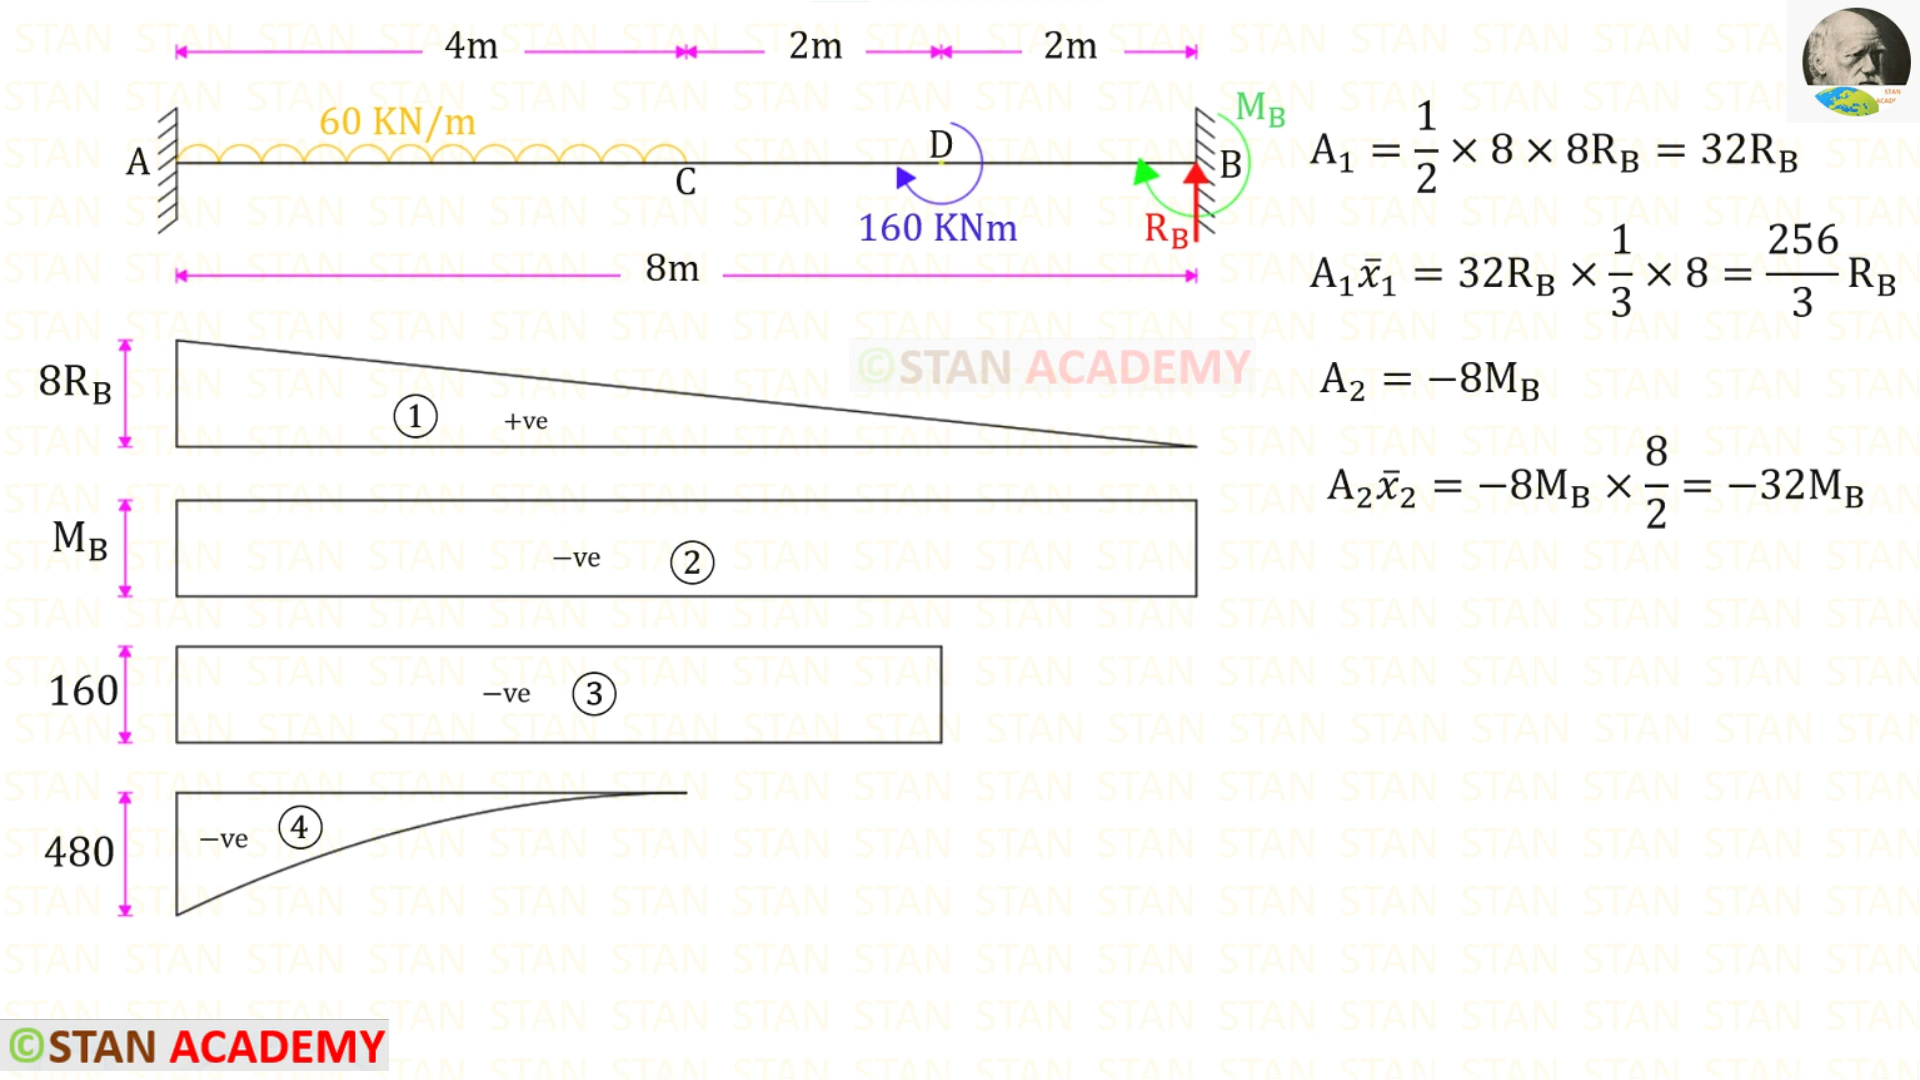 4m 2m 2m
60 KN/m
M_B
A
C
D
B
160 KNm
R_B
8m
8R_B
① +ve
M_B
−ve ②
160
−ve ③
480
−ve ④
A₁ = 1/2 × 8 × 8R_B = 32R_B
A₁x̄₁ = 32R_B × 1/3 × 8 = 256/3 R_B
A₂ = −8M_B
A₂x̄₂ = −8M_B × 8/2 = −32M_B
©STAN ACADEMY
©STAN ACADEMY
STAN